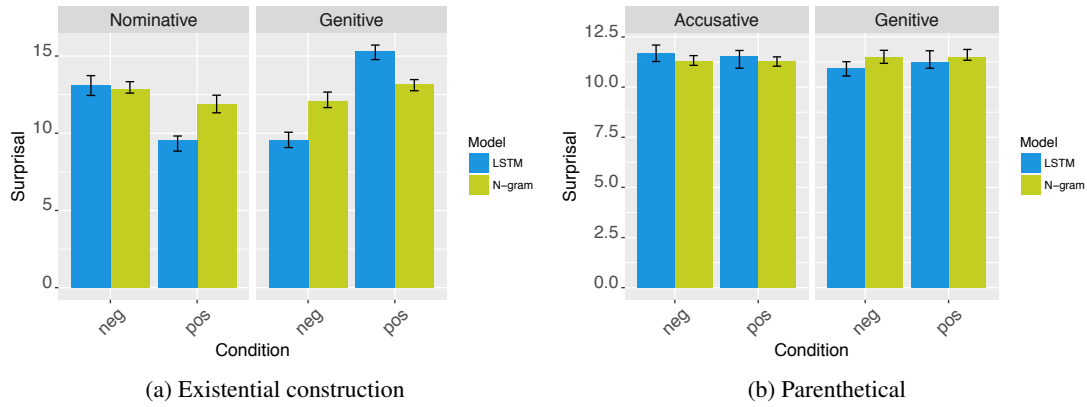 Nominative
Genitive
15
10
5
0
neg
pos
neg
pos
Surprisal
Condition
Model
LSTM
N−gram
(a) Existential construction
Accusative
Genitive
12.5
10.0
7.5
5.0
2.5
0.0
neg
pos
neg
pos
Surprisal
Condition
Model
LSTM
N−gram
(b) Parenthetical